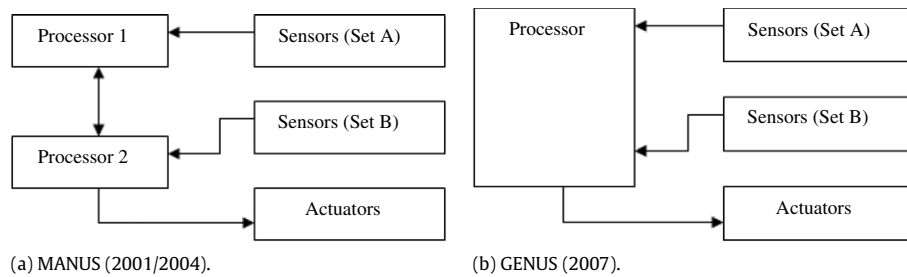 Processor 1
Sensors (Set A)
Sensors (Set B)
Processor 2
Actuators
(a) MANUS (2001/2004).
Processor
Sensors (Set A)
Sensors (Set B)
Actuators
(b) GENUS (2007).